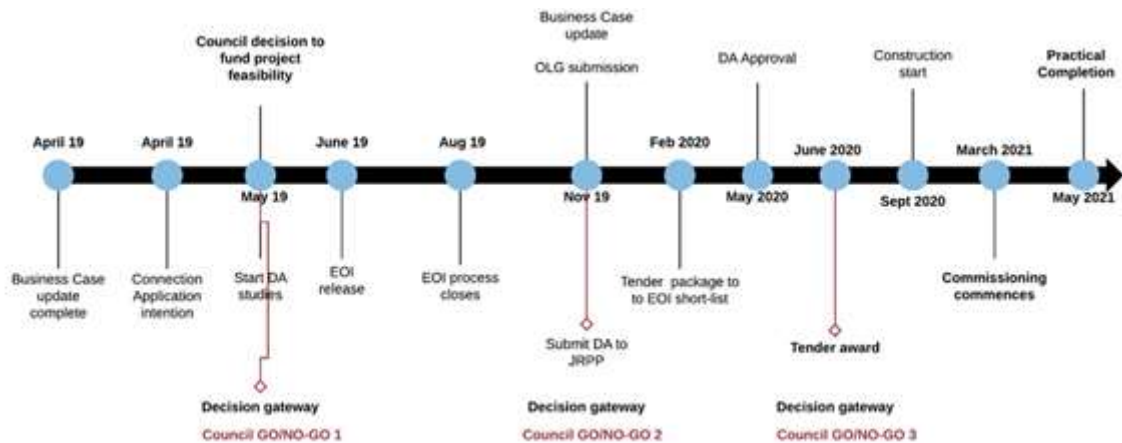 Business Case
update
OLG submission
Council decision to
fund project
feasibility
DA Approval
Construction
start
Practical
Completion
April 19
April 19
May 19
June 19
Aug 19
Nov 19
Feb 2020
May 2020
June 2020
Sept 2020
March 2021
May 2021
Business Case
update
complete
Connection
Application
intention
Start DA
studies
EOI
release
EOI process
closes
Submit DA to
JRPP
Tender package to
to EOI short-list
Tender award
Commissioning
commences
Decision gateway
Council GO/NO-GO 1
Decision gateway
Council GO/NO-GO 2
Decision gateway
Council GO/NO-GO 3